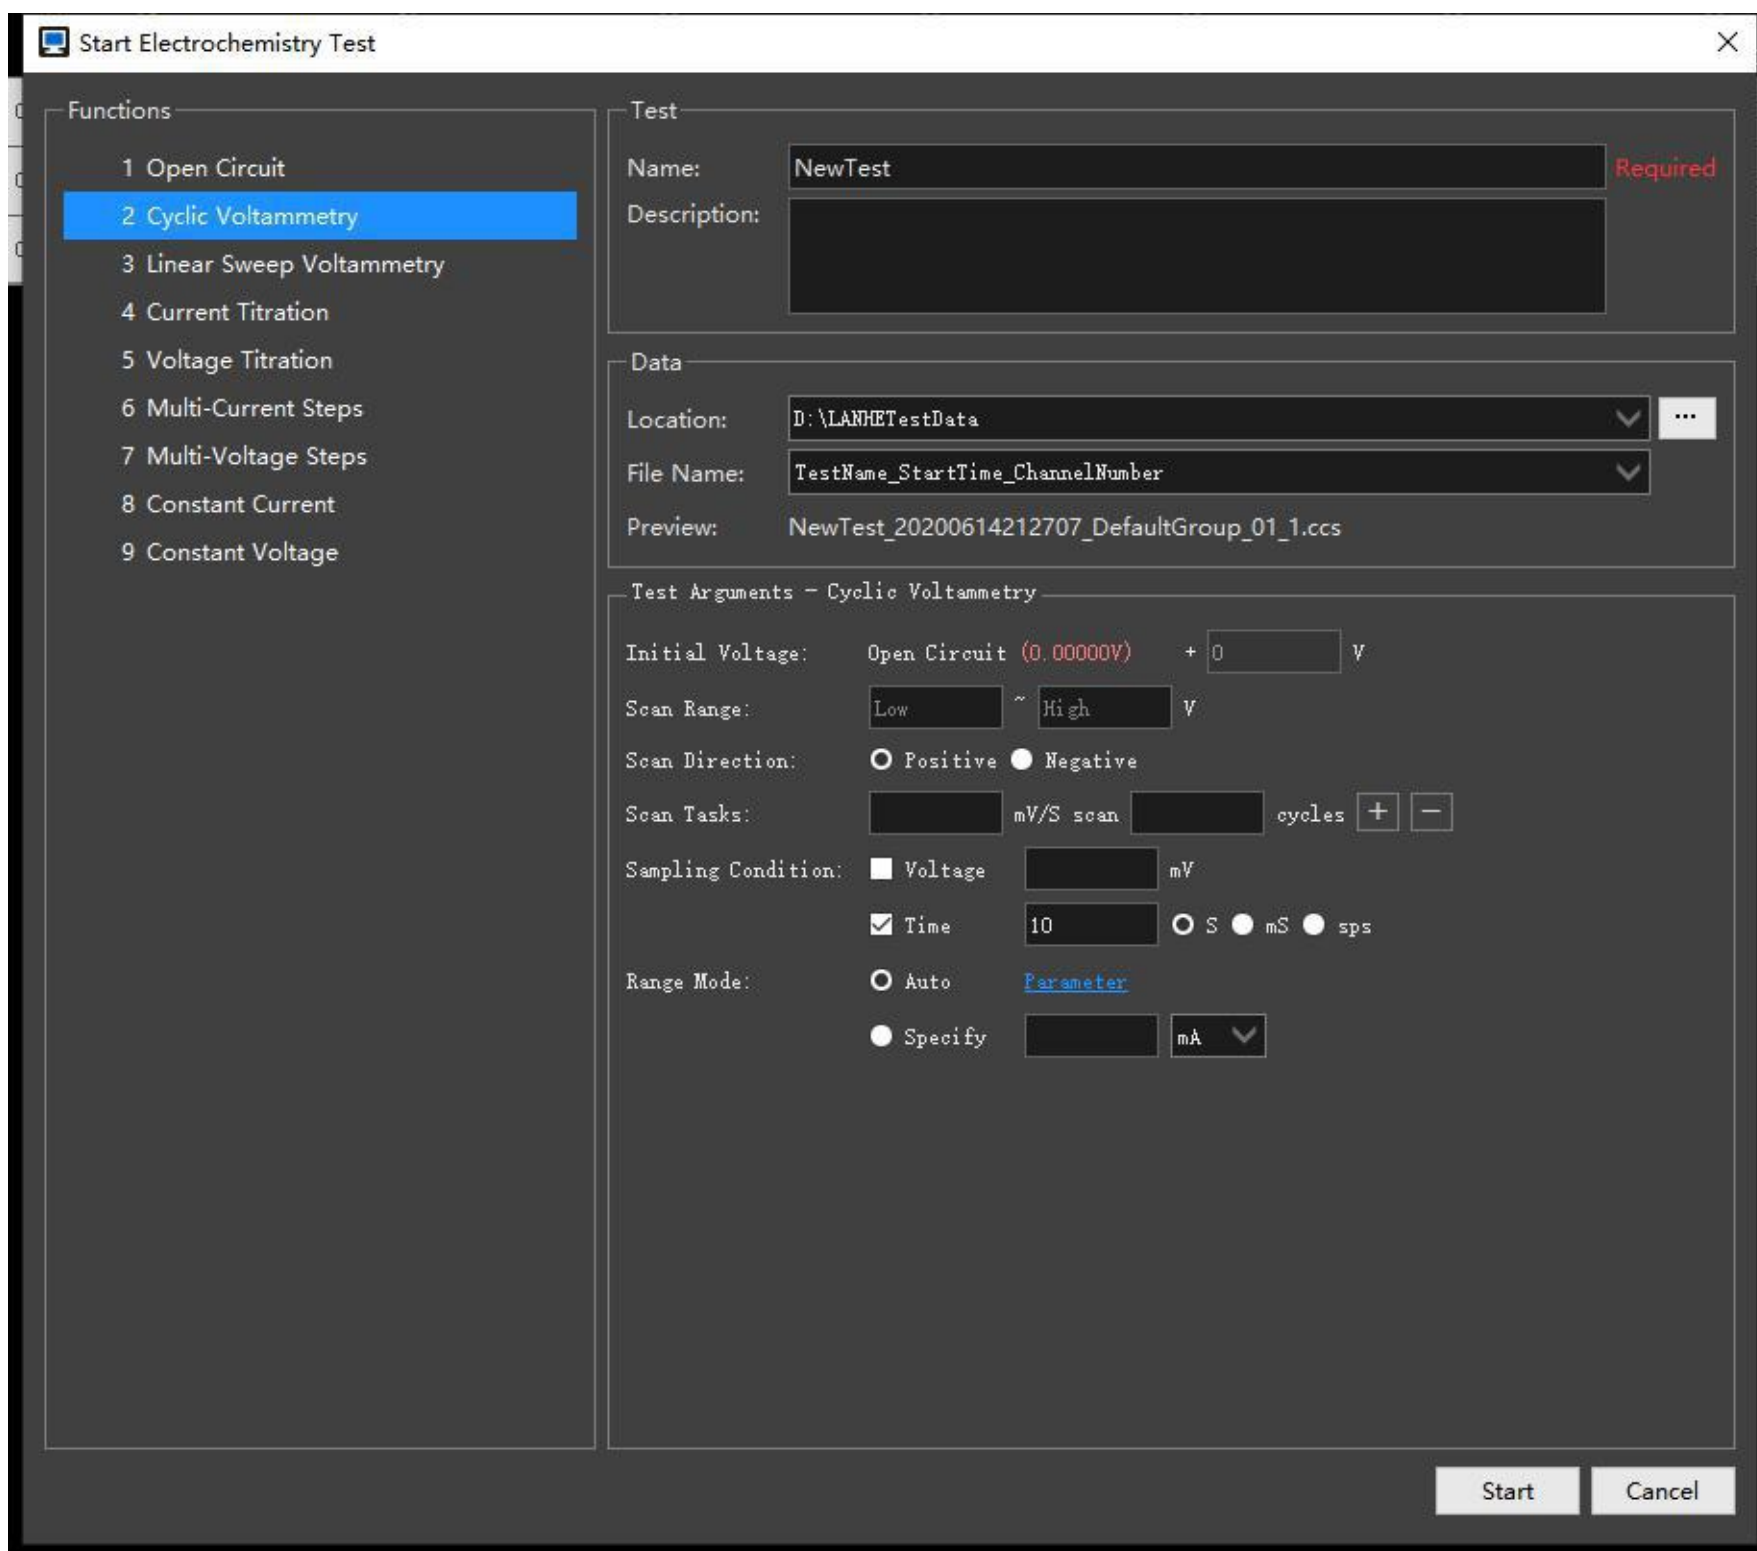 Start Electrochemistry Test
Functions
1 Open Circuit
2 Cyclic Voltammetry
3 Linear Sweep Voltammetry
4 Current Titration
5 Voltage Titration
6 Multi-Current Steps
7 Multi-Voltage Steps
8 Constant Current
9 Constant Voltage
Test
Name: NewTest Required
Description:
Data
Location: D:\LANHETestData ...
File Name: TestName_StartTime_ChannelNumber
Preview: NewTest_20200614212707_DefaultGroup_01_1.ccs
Test Arguments - Cyclic Voltammetry
Initial Voltage: Open Circuit (0.00000V) + 0 V
Scan Range: Low ~ High V
Scan Direction: Positive Negative
Scan Tasks: mV/S scan cycles + -
Sampling Condition: Voltage mV
Time 10 S mS sps
Range Mode: Auto Parameter
Specify mA
Start Cancel